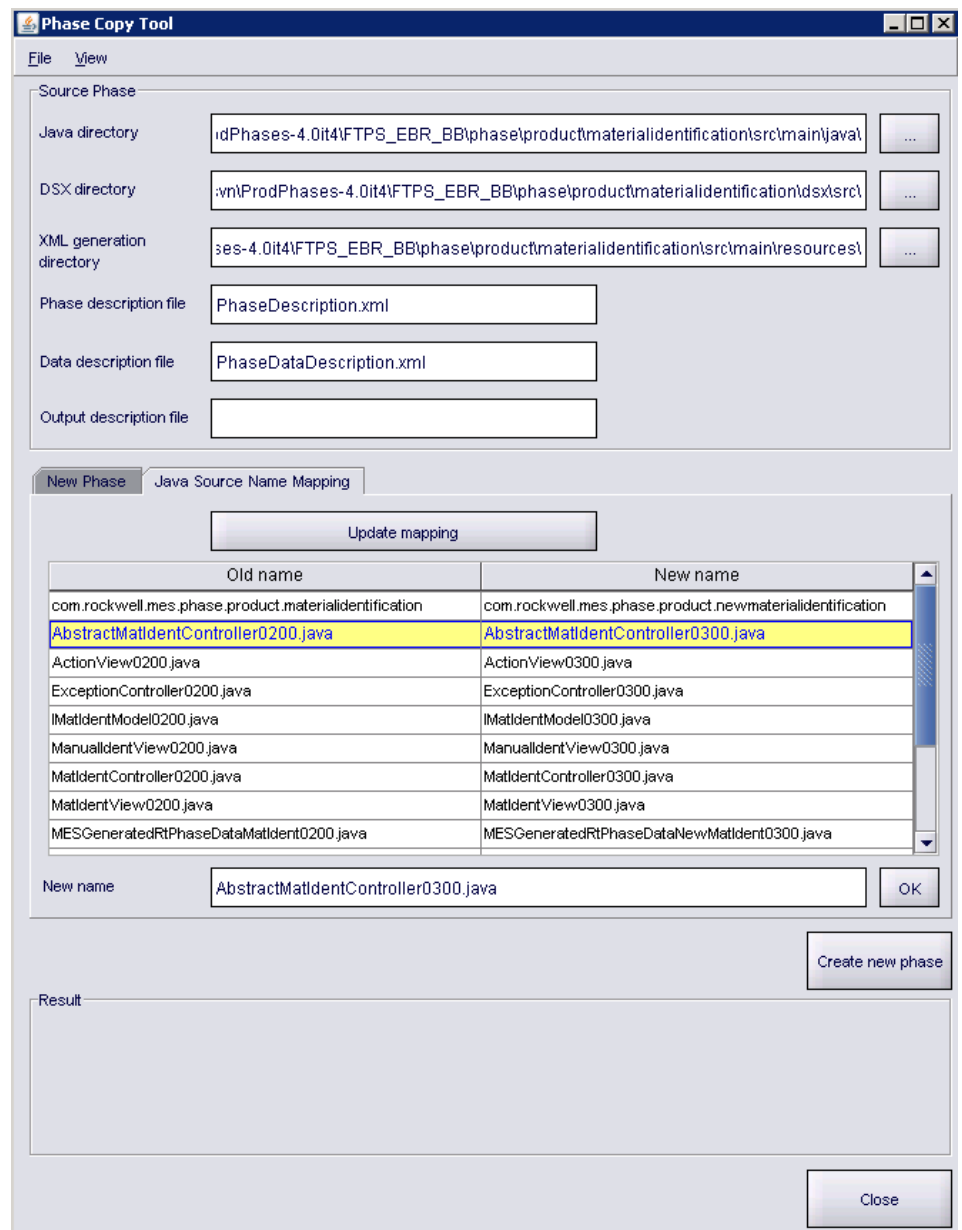 Phase Copy Tool
File View
Source Phase
Java directory
dPhases-4.0it4\FTPS_EBR_BB\phase\product\materialidentification\src\main\java\
...
DSX directory
vn\ProdPhases-4.0it4\FTPS_EBR_BB\phase\product\materialidentification\dsx\src\
...
XML generation
directory
ses-4.0it4\FTPS_EBR_BB\phase\product\materialidentification\src\main\resources\
...
Phase description file
PhaseDescription.xml
Data description file
PhaseDataDescription.xml
Output description file
New Phase
Java Source Name Mapping
Update mapping
Old name New name
com.rockwell.mes.phase.product.materialidentification com.rockwell.mes.phase.product.newmaterialidentification
AbstractMatIdentController0200.java AbstractMatIdentController0300.java
ActionView0200.java ActionView0300.java
ExceptionController0200.java ExceptionController0300.java
IMatIdentModel0200.java IMatIdentModel0300.java
ManualIdentView0200.java ManualIdentView0300.java
MatIdentController0200.java MatIdentController0300.java
MatIdentView0200.java MatIdentView0300.java
MESGeneratedRtPhaseDataMatIdent0200.java MESGeneratedRtPhaseDataNewMatIdent0300.java
New name
AbstractMatIdentController0300.java
OK
Create new phase
Result
Close